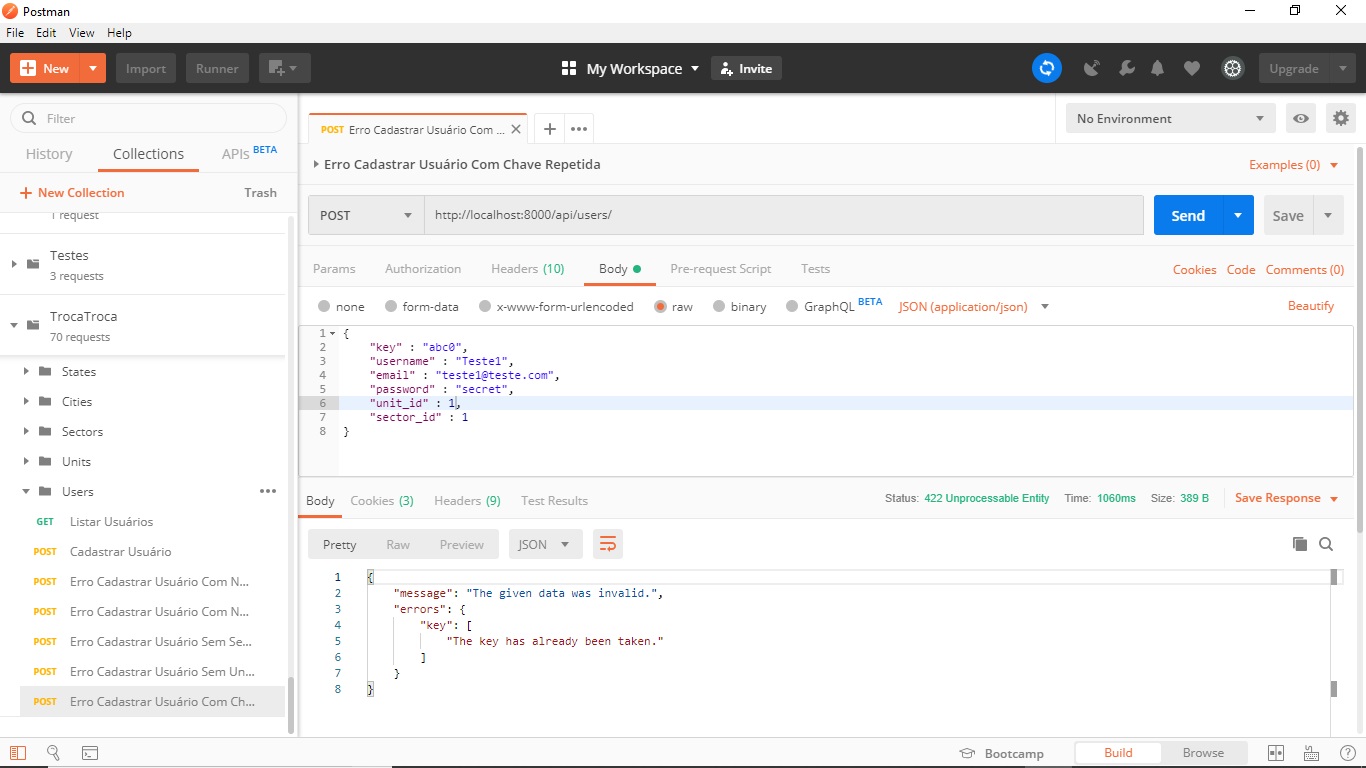 Postman
File Edit View Help
New Import Runner My Workspace Invite Upgrade
Filter
History Collections APIs BETA
New Collection Trash
1 request
Testes
3 requests
TrocaTroca
70 requests
States
Cities
Sectors
Units
Users
GET Listar Usuários
POST Cadastrar Usuário
POST Erro Cadastrar Usuário Com N...
POST Erro Cadastrar Usuário Com N...
POST Erro Cadastrar Usuário Sem Se...
POST Erro Cadastrar Usuário Sem Un...
POST Erro Cadastrar Usuário Com Ch...
POST Erro Cadastrar Usuário Com ...
No Environment
Erro Cadastrar Usuário Com Chave Repetida
Examples (0)
POST http://localhost:8000/api/users/ Send Save
Params Authorization Headers (10) Body Pre-request Script Tests Cookies Code Comments (0)
none form-data x-www-form-urlencoded raw binary GraphQL BETA JSON (application/json) Beautify
1 {
2 "key" : "abc0",
3 "username" : "Teste1",
4 "email" : "teste1@teste.com",
5 "password" : "secret",
6 "unit_id" : 1,
7 "sector_id" : 1
8 }
Body Cookies (3) Headers (9) Test Results Status: 422 Unprocessable Entity Time: 1060ms Size: 389 B Save Response
Pretty Raw Preview JSON
1 {
2 "message": "The given data was invalid.",
3 "errors": {
4 "key": [
5 "The key has already been taken."
6 ]
7 }
8 }
Bootcamp Build Browse